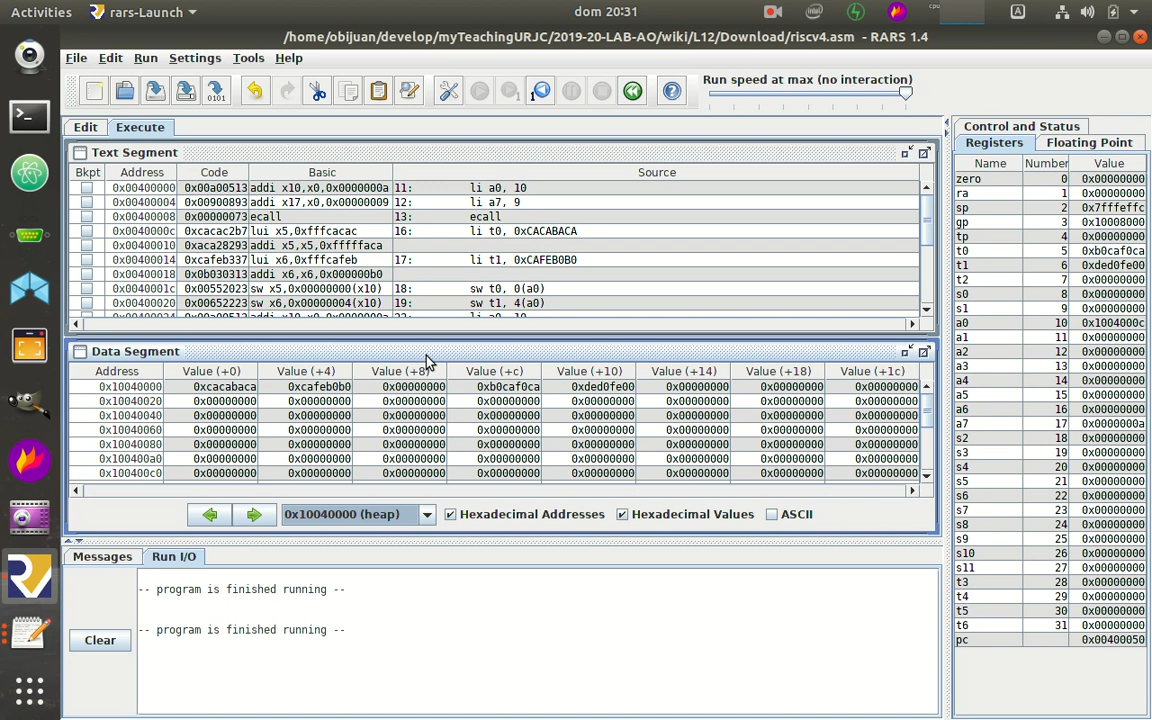 Activities rars-Launch dom 20:31 cpu A
/home/obijuan/develop/myTeachingURJC/2019-20-LAB-AO/wiki/L12/Download/riscv4.asm - RARS 1.4
File Edit Run Settings Tools Help
Run speed at max (no interaction)
Edit Execute
Text Segment
Bkpt Address Code Basic Source
0x00400000 0x00a00513 addi x10,x0,0x0000000a 11: li a0, 10
0x00400004 0x00900893 addi x17,x0,0x00000009 12: li a7, 9
0x00400008 0x00000073 ecall 13: ecall
0x0040000c 0xcacac2b7 lui x5,0xfffcacac 16: li t0, 0xCACABACA
0x00400010 0xaca28293 addi x5,x5,0xfffffaca
0x00400014 0xcafeb337 lui x6,0xfffcafeb 17: li t1, 0xCAFEB0B0
0x00400018 0x0b030313 addi x6,x6,0x000000b0
0x0040001c 0x00552023 sw x5,0x00000000(x10) 18: sw t0, 0(a0)
0x00400020 0x00652223 sw x6,0x00000004(x10) 19: sw t1, 4(a0)
0x00400024 0x00a00513 addi x10,x0,0x0000000a 22: li a0, 10
Data Segment
Address Value (+0) Value (+4) Value (+8) Value (+c) Value (+10) Value (+14) Value (+18) Value (+1c)
0x10040000 0xcacabaca 0xcafeb0b0 0x00000000 0xb0caf0ca 0xded0fe00 0x00000000 0x00000000 0x00000000
0x10040020 0x00000000 0x00000000 0x00000000 0x00000000 0x00000000 0x00000000 0x00000000 0x00000000
0x10040040 0x00000000 0x00000000 0x00000000 0x00000000 0x00000000 0x00000000 0x00000000 0x00000000
0x10040060 0x00000000 0x00000000 0x00000000 0x00000000 0x00000000 0x00000000 0x00000000 0x00000000
0x10040080 0x00000000 0x00000000 0x00000000 0x00000000 0x00000000 0x00000000 0x00000000 0x00000000
0x100400a0 0x00000000 0x00000000 0x00000000 0x00000000 0x00000000 0x00000000 0x00000000 0x00000000
0x100400c0 0x00000000 0x00000000 0x00000000 0x00000000 0x00000000 0x00000000 0x00000000 0x00000000
0x10040000 (heap) Hexadecimal Addresses Hexadecimal Values ASCII
Messages Run I/O
-- program is finished running --
-- program is finished running --
Clear
Control and Status
Registers Floating Point
Name Number Value
zero 0 0x00000000
ra 1 0x00000000
sp 2 0x7fffeffc
gp 3 0x10008000
tp 4 0x00000000
t0 5 0xb0caf0ca
t1 6 0xded0fe00
t2 7 0x00000000
s0 8 0x00000000
s1 9 0x00000000
a0 10 0x1004000c
a1 11 0x00000000
a2 12 0x00000000
a3 13 0x00000000
a4 14 0x00000000
a5 15 0x00000000
a6 16 0x00000000
a7 17 0x0000000a
s2 18 0x00000000
s3 19 0x00000000
s4 20 0x00000000
s5 21 0x00000000
s6 22 0x00000000
s7 23 0x00000000
s8 24 0x00000000
s9 25 0x00000000
s10 26 0x00000000
s11 27 0x00000000
t3 28 0x00000000
t4 29 0x00000000
t5 30 0x00000000
t6 31 0x00000000
pc 0x00400050